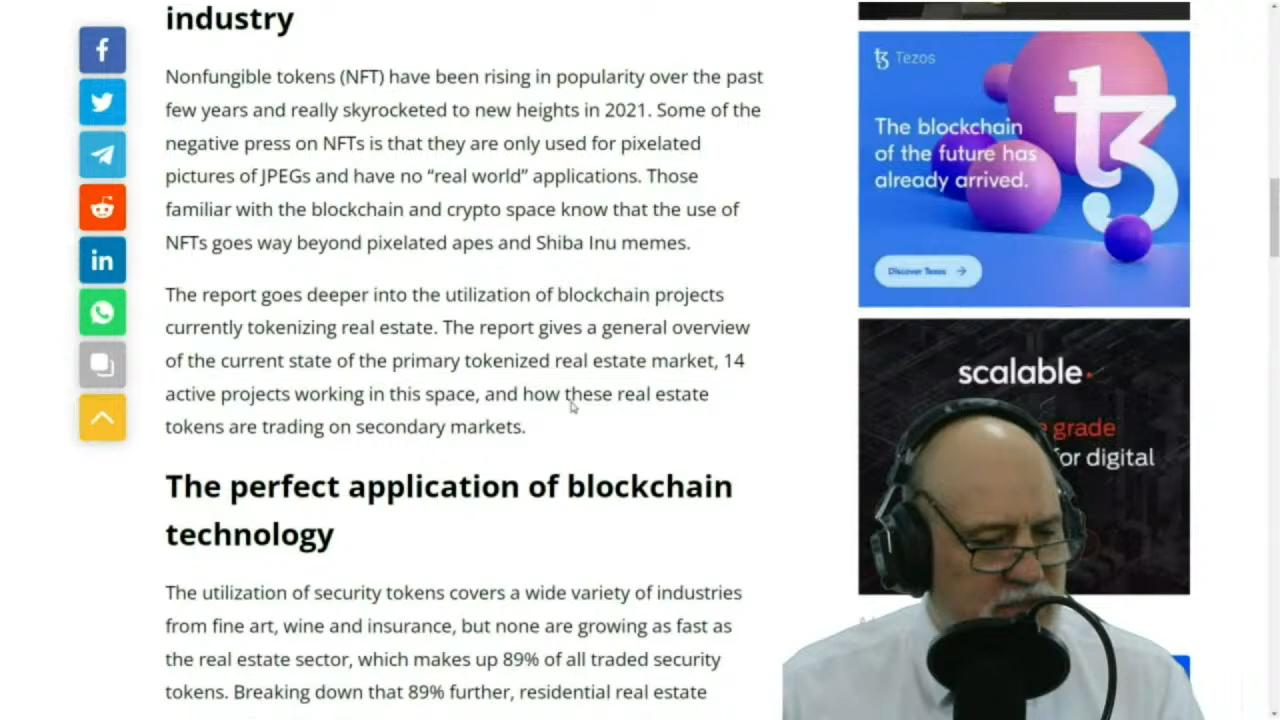 industry
Nonfungible tokens (NFT) have been rising in popularity over the past
few years and really skyrocketed to new heights in 2021. Some of the
negative press on NFTs is that they are only used for pixelated
pictures of JPEGs and have no “real world” applications. Those
familiar with the blockchain and crypto space know that the use of
NFTs goes way beyond pixelated apes and Shiba Inu memes.
The report goes deeper into the utilization of blockchain projects
currently tokenizing real estate. The report gives a general overview
of the current state of the primary tokenized real estate market, 14
active projects working in this space, and how these real estate
tokens are trading on secondary markets.
The perfect application of blockchain
technology
The utilization of security tokens covers a wide variety of industries
from fine art, wine and insurance, but none are growing as fast as
the real estate sector, which makes up 89% of all traded security
tokens. Breaking down that 89% further, residential real estate
Tezos
The blockchain
of the future has
already arrived.
Discover Tezos
scalable
grade
for digital
f
in